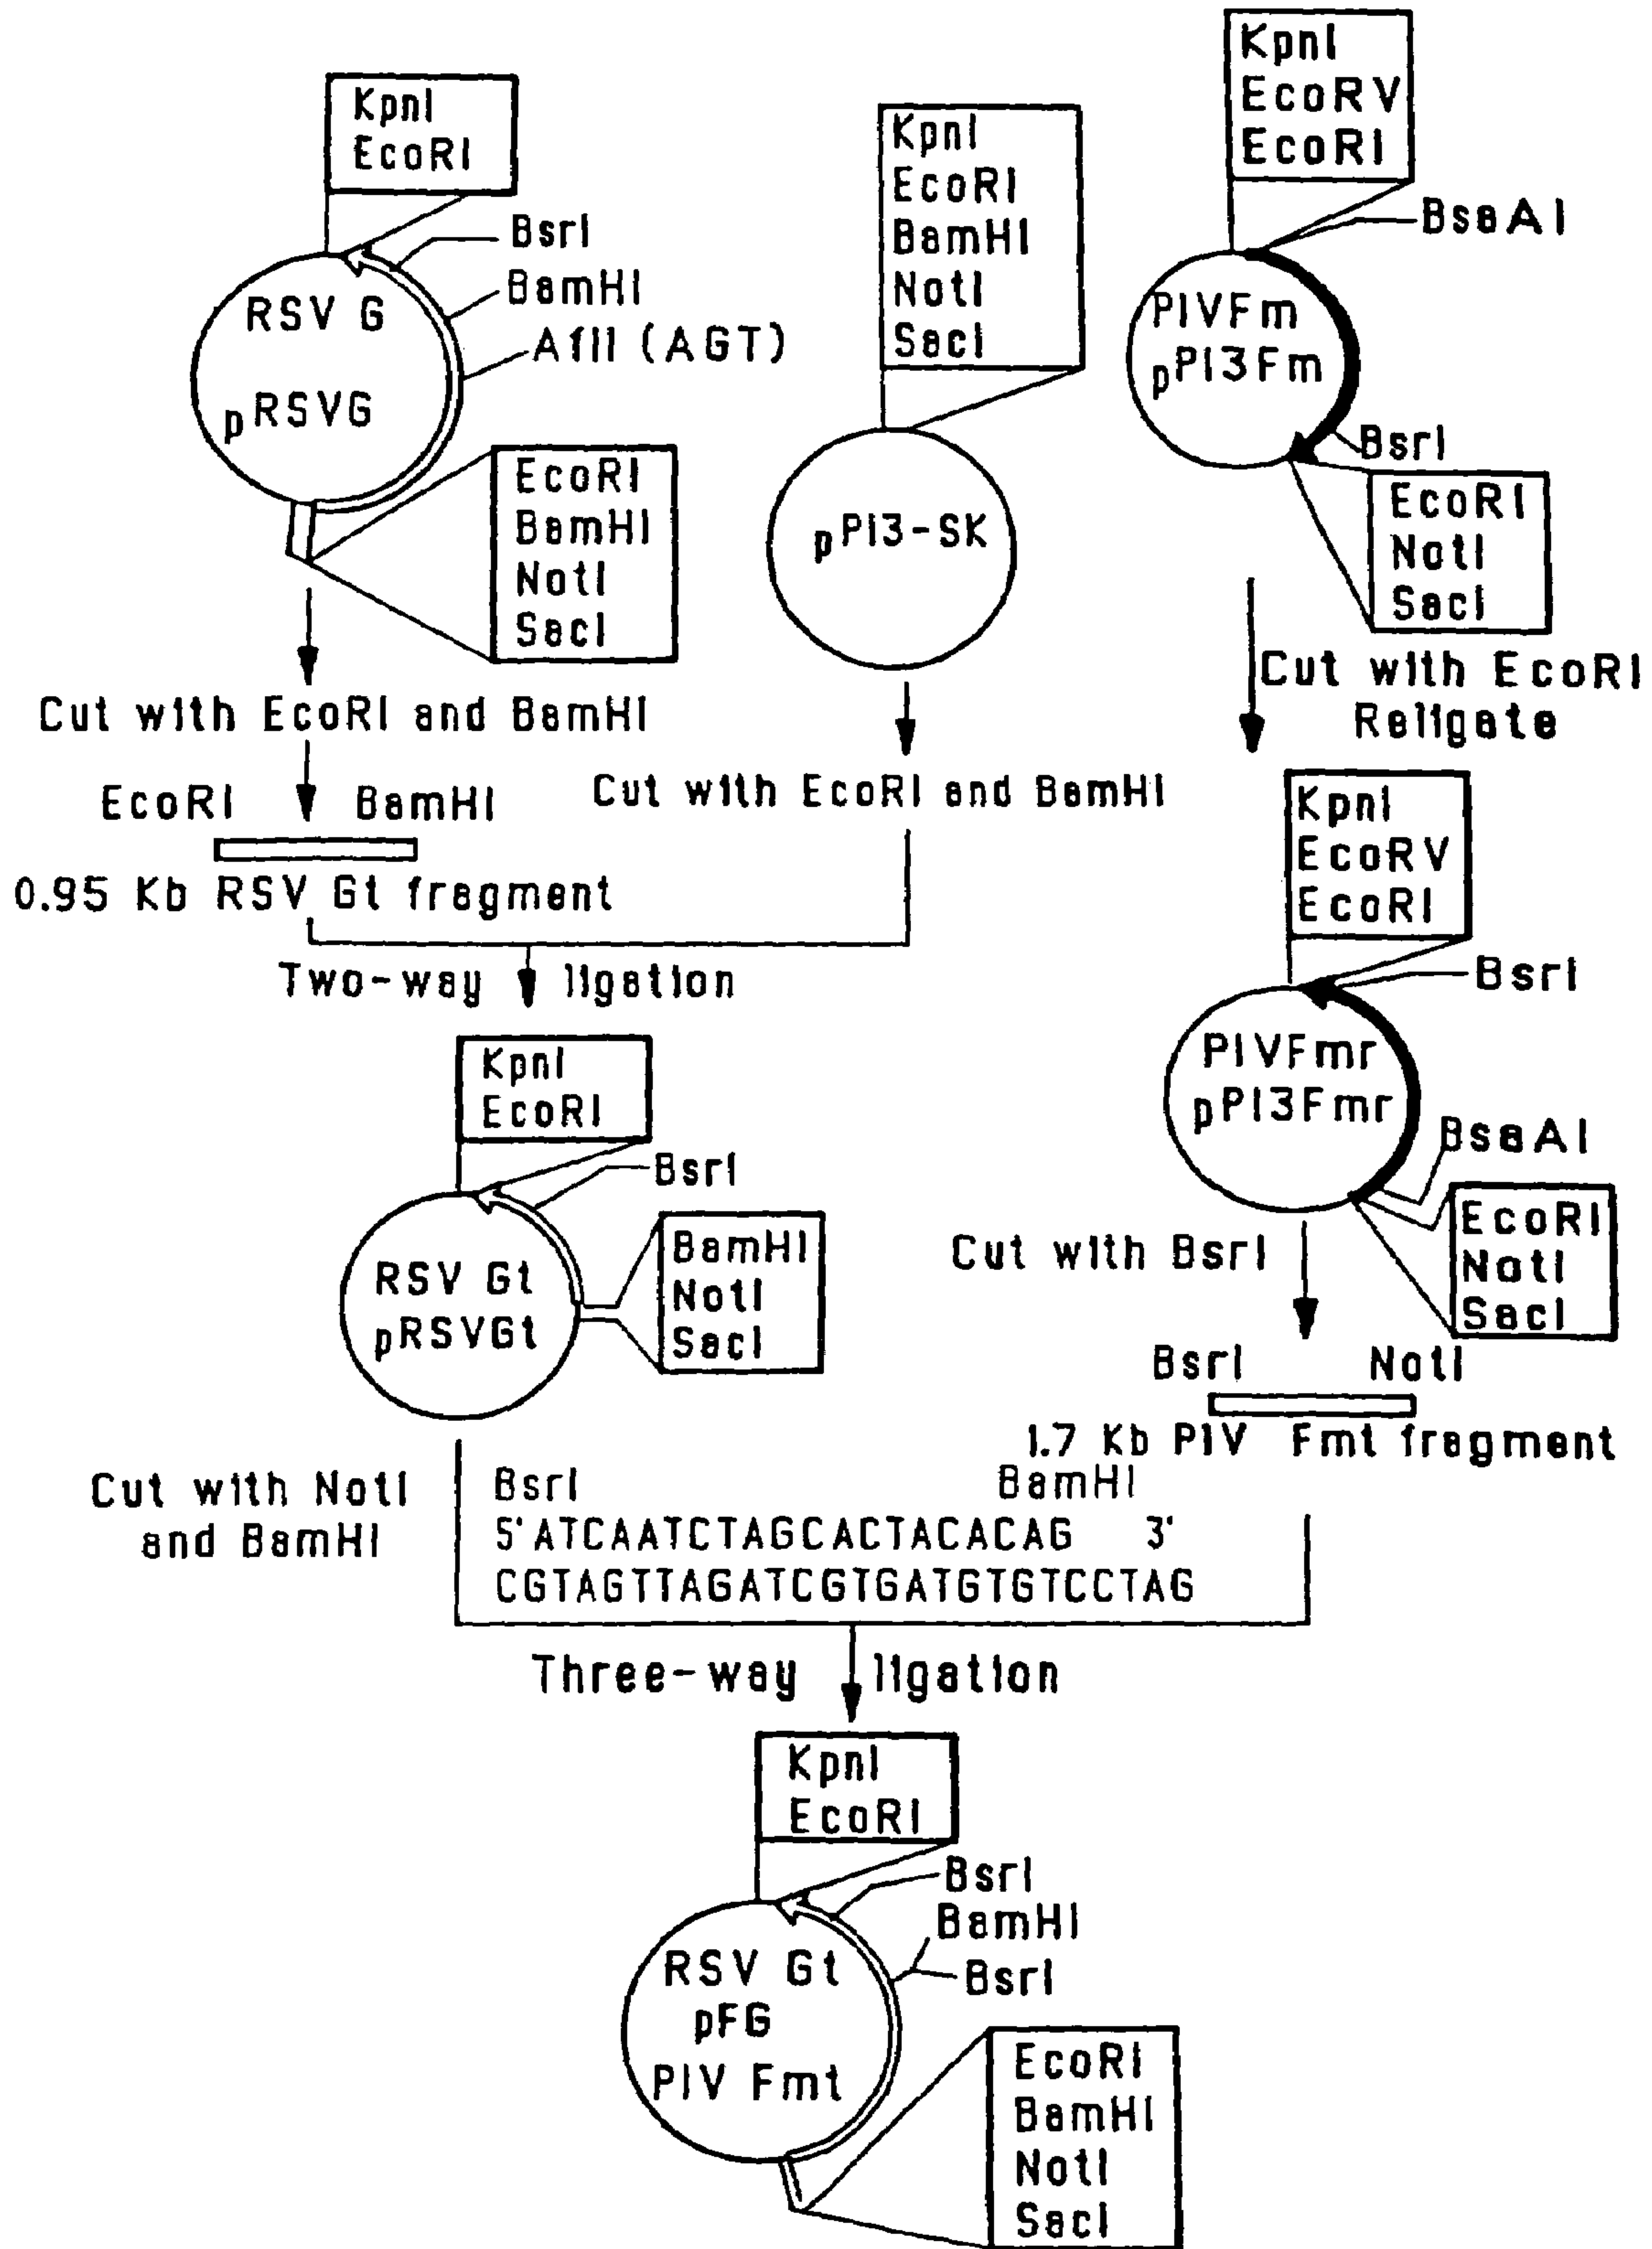 KpnI
EcoRI
BsrI
BamHI
AflII (AGT)
RSV G
pRSVG
EcoRI
BamHI
NotI
SacI
Cut with EcoRI and BamHI
EcoRI BamHI
0.95 Kb RSV Gt fragment
KpnI
EcoRI
BamHI
NotI
SacI
pPI3-SK
Cut with EcoRI and BamHI
KpnI
EcoRV
EcoRI
BsaAI
PIVFm
pPI3Fm
BsrI
EcoRI
NotI
SacI
Cut with EcoRI
Religate
KpnI
EcoRV
EcoRI
BsrI
PIVFmr
pPI3Fmr
BsaAI
EcoRI
NotI
SacI
Cut with BsrI
BsrI NotI
1.7 Kb PIV Fmt fragment
Two-way ligation
KpnI
EcoRI
BsrI
RSV Gt
pRSVGt
BamHI
NotI
SacI
Cut with NotI
and BamHI
BsrI BamHI
5'ATCAATCTAGCACTACACAG 3'
CGTAGTTAGATCGTGATGTGTCCTAG
Three-way ligation
KpnI
EcoRI
BsrI
BamHI
BsrI
RSV Gt
pFG
PIV Fmt
EcoRI
BamHI
NotI
SacI